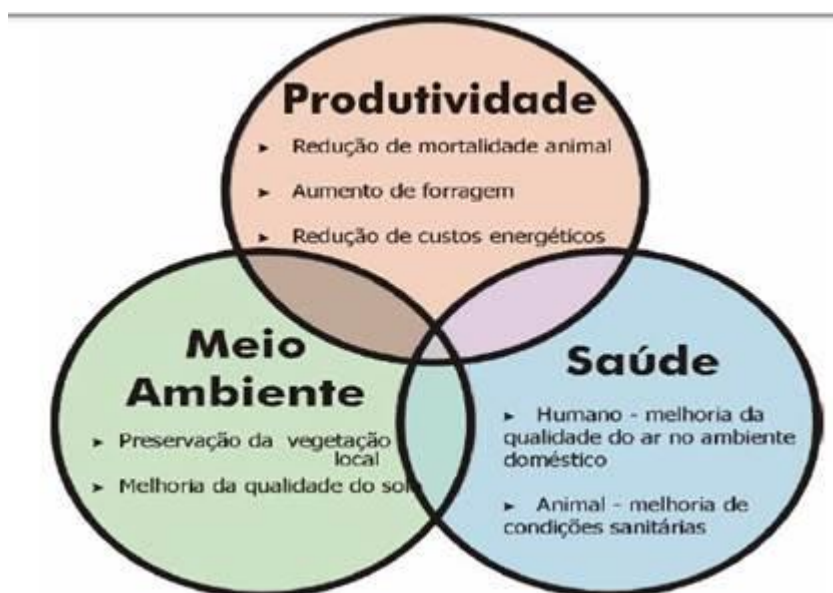 Produtividade
► Redução de mortalidade animal
► Aumento de forragem
► Redução de custos energéticos
Meio
Ambiente
► Preservação da vegetação
local
► Melhoria da qualidade do solo
Saúde
► Humano - melhoria da
qualidade do ar no ambiente
doméstico
► Animal - melhoria de
condições sanitárias